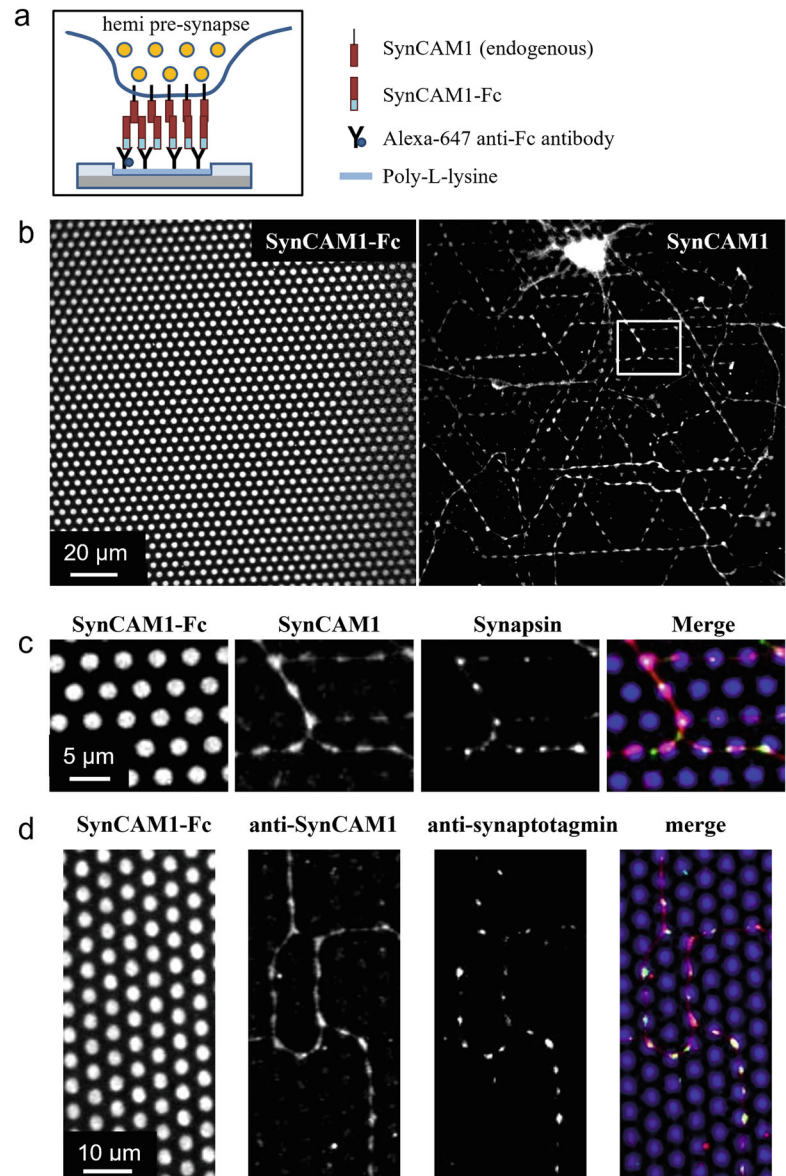 a
hemi pre-synapse
SynCAM1 (endogenous)
SynCAM1-Fc
Alexa-647 anti-Fc antibody
Poly-L-lysine
b
SynCAM1-Fc
SynCAM1
20 µm
c
SynCAM1-Fc SynCAM1 Synapsin Merge
5 µm
d
SynCAM1-Fc anti-SynCAM1 anti-synaptotagmin merge
10 µm